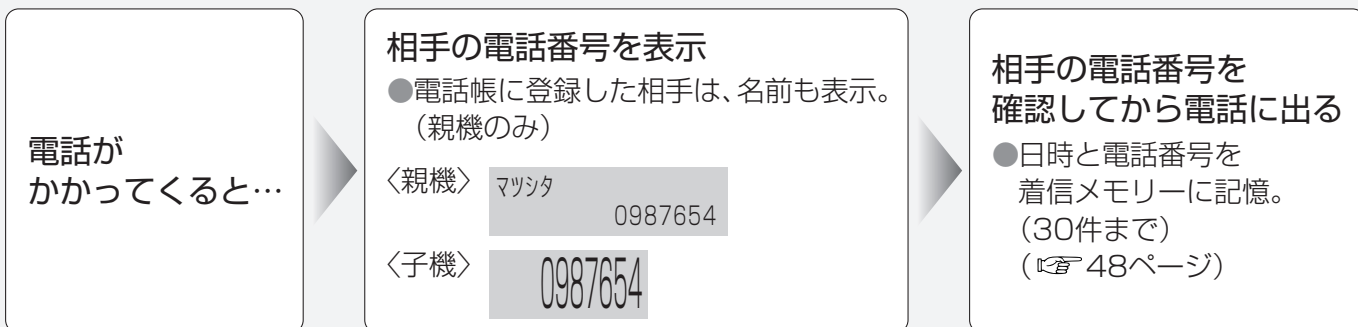 電話が
かかってくると…
相手の電話番号を表示
●電話帳に登録した相手は、名前も表示。
（親機のみ）
〈親機〉
ﾏﾂｼﾀ
0987654
〈子機〉
0987654
相手の電話番号を
確認してから電話に出る
●日時と電話番号を
着信メモリーに記憶。
（30件まで）
（☞48ページ）